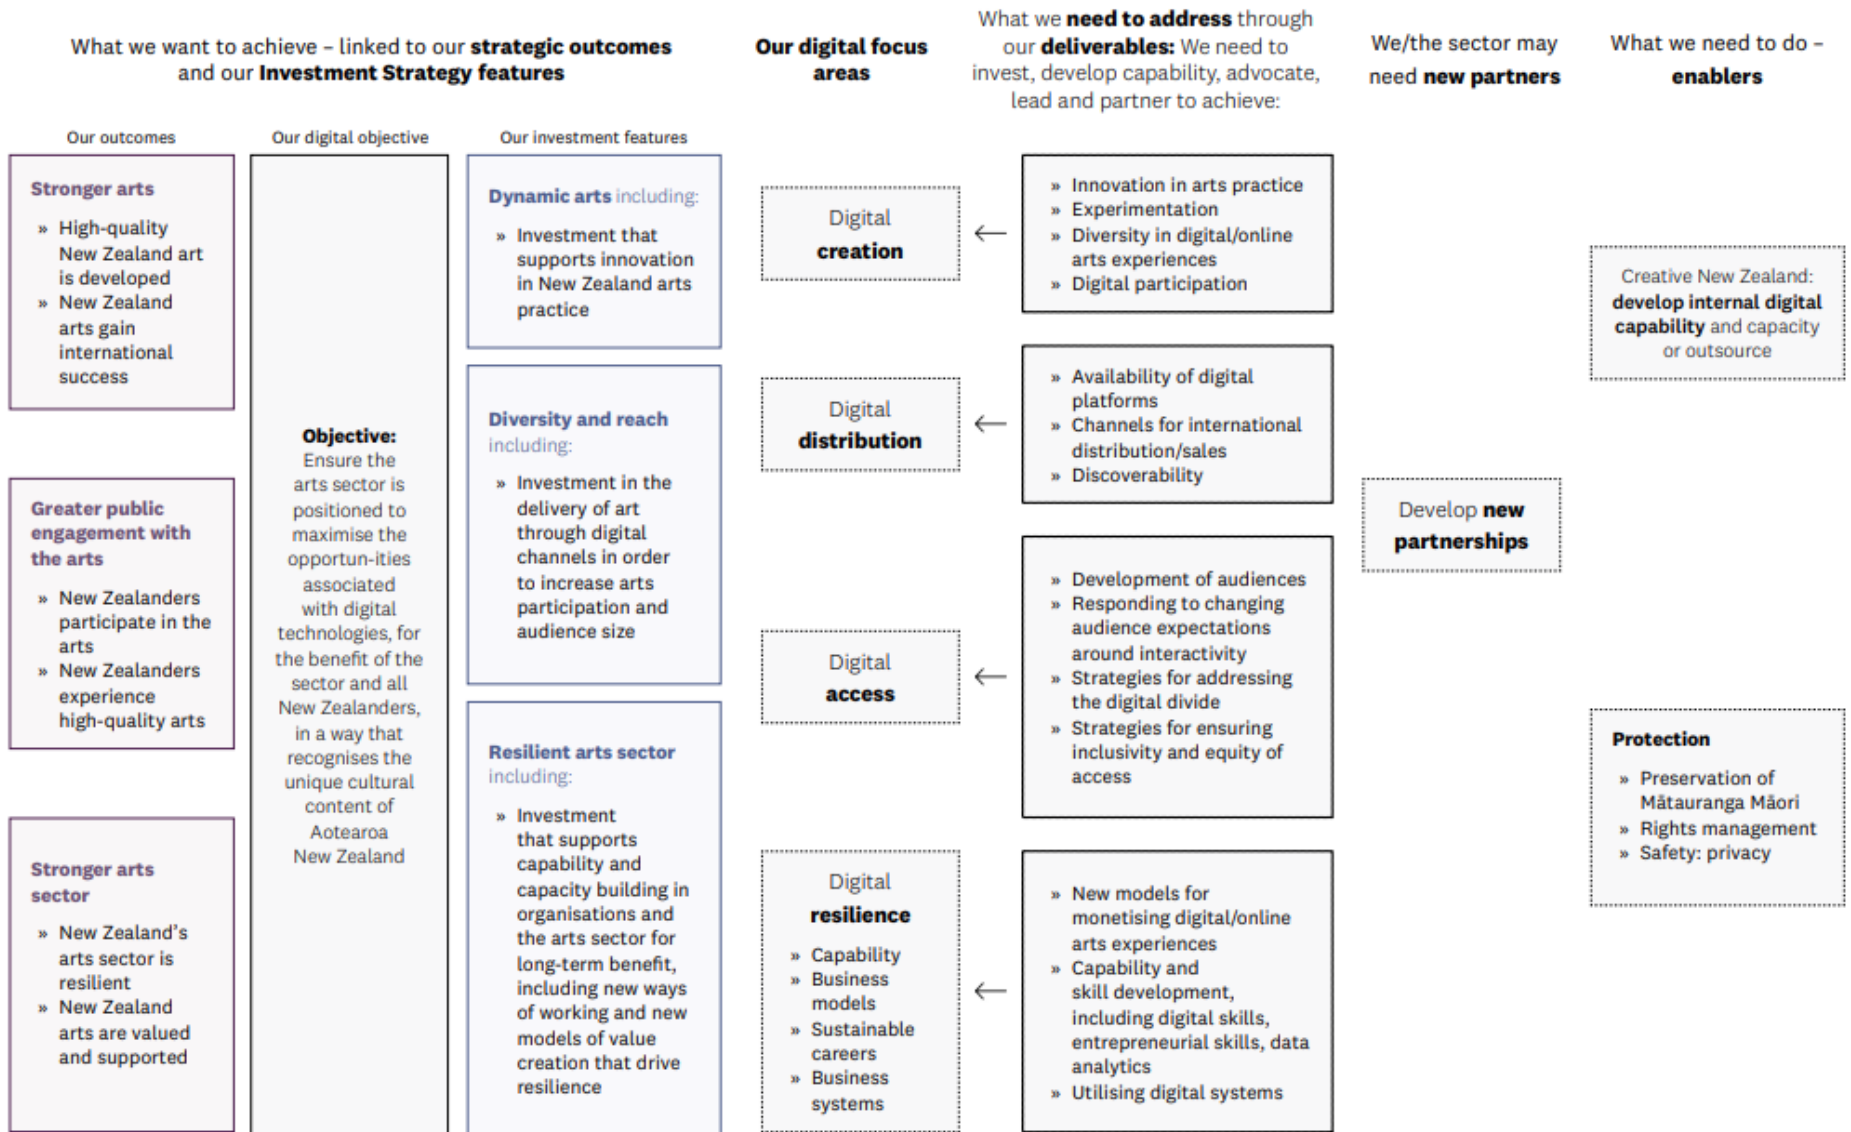 What we want to achieve – linked to our strategic outcomes
and our Investment Strategy features
Our outcomes
Stronger arts
» High-quality
New Zealand art
is developed
» New Zealand
arts gain
international
success
Greater public
engagement with
the arts
» New Zealanders
participate in the
arts
» New Zealanders
experience
high-quality arts
Stronger arts
sector
» New Zealand's
arts sector is
resilient
» New Zealand
arts are valued
and supported
Our digital objective
Objective:
Ensure the
arts sector is
positioned to
maximise the
opportun-ities
associated
with digital
technologies, for
the benefit of the
sector and all
New Zealanders,
in a way that
recognises the
unique cultural
content of
Aotearoa
New Zealand
Our investment features
Dynamic arts including:
» Investment that
supports innovation
in New Zealand arts
practice
Diversity and reach
including:
» Investment in the
delivery of art
through digital
channels in order
to increase arts
participation and
audience size
Resilient arts sector
including:
» Investment
that supports
capability and
capacity building in
organisations and
the arts sector for
long-term benefit,
including new ways
of working and new
models of value
creation that drive
resilience
Our digital focus
areas
Digital
creation
Digital
distribution
Digital
access
Digital
resilience
» Capability
» Business
models
» Sustainable
careers
» Business
systems
What we need to address through
our deliverables: We need to
invest, develop capability, advocate,
lead and partner to achieve:
» Innovation in arts practice
» Experimentation
» Diversity in digital/online
arts experiences
» Digital participation
» Availability of digital
platforms
» Channels for international
distribution/sales
» Discoverability
» Development of audiences
» Responding to changing
audience expectations
around interactivity
» Strategies for addressing
the digital divide
» Strategies for ensuring
inclusivity and equity of
access
» New models for
monetising digital/online
arts experiences
» Capability and
skill development,
including digital skills,
entrepreneurial skills, data
analytics
» Utilising digital systems
We/the sector may
need new partners
Develop new
partnerships
What we need to do –
enablers
Creative New Zealand:
develop internal digital
capability and capacity
or outsource
Protection
» Preservation of
Mātauranga Māori
» Rights management
» Safety: privacy